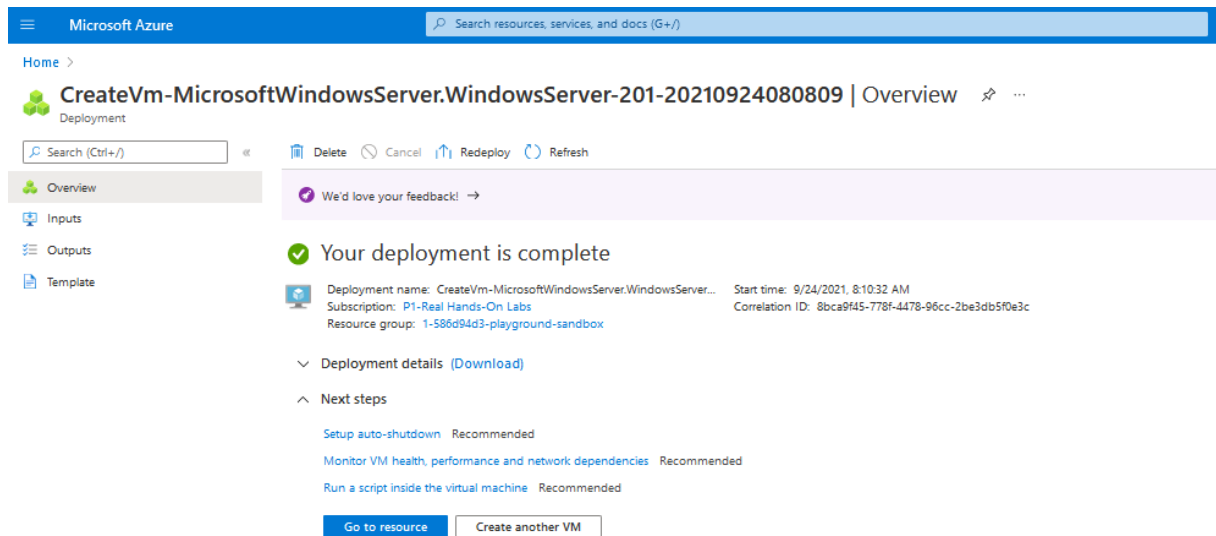 Microsoft Azure
Search resources, services, and docs (G+/)
Home >
CreateVm-MicrosoftWindowsServer.WindowsServer-201-20210924080809 | Overview
Deployment
Search (Ctrl+/)
Delete Cancel Redeploy Refresh
Overview
We'd love your feedback! →
Inputs
Outputs
Your deployment is complete
Template
Deployment name: CreateVm-MicrosoftWindowsServer.WindowsServer... Start time: 9/24/2021, 8:10:32 AM
Subscription: P1-Real Hands-On Labs Correlation ID: 8bca9f45-778f-4478-96cc-2be3db5f0e3c
Resource group: 1-586d94d3-playground-sandbox
Deployment details (Download)
Next steps
Setup auto-shutdown Recommended
Monitor VM health, performance and network dependencies Recommended
Run a script inside the virtual machine Recommended
Go to resource Create another VM